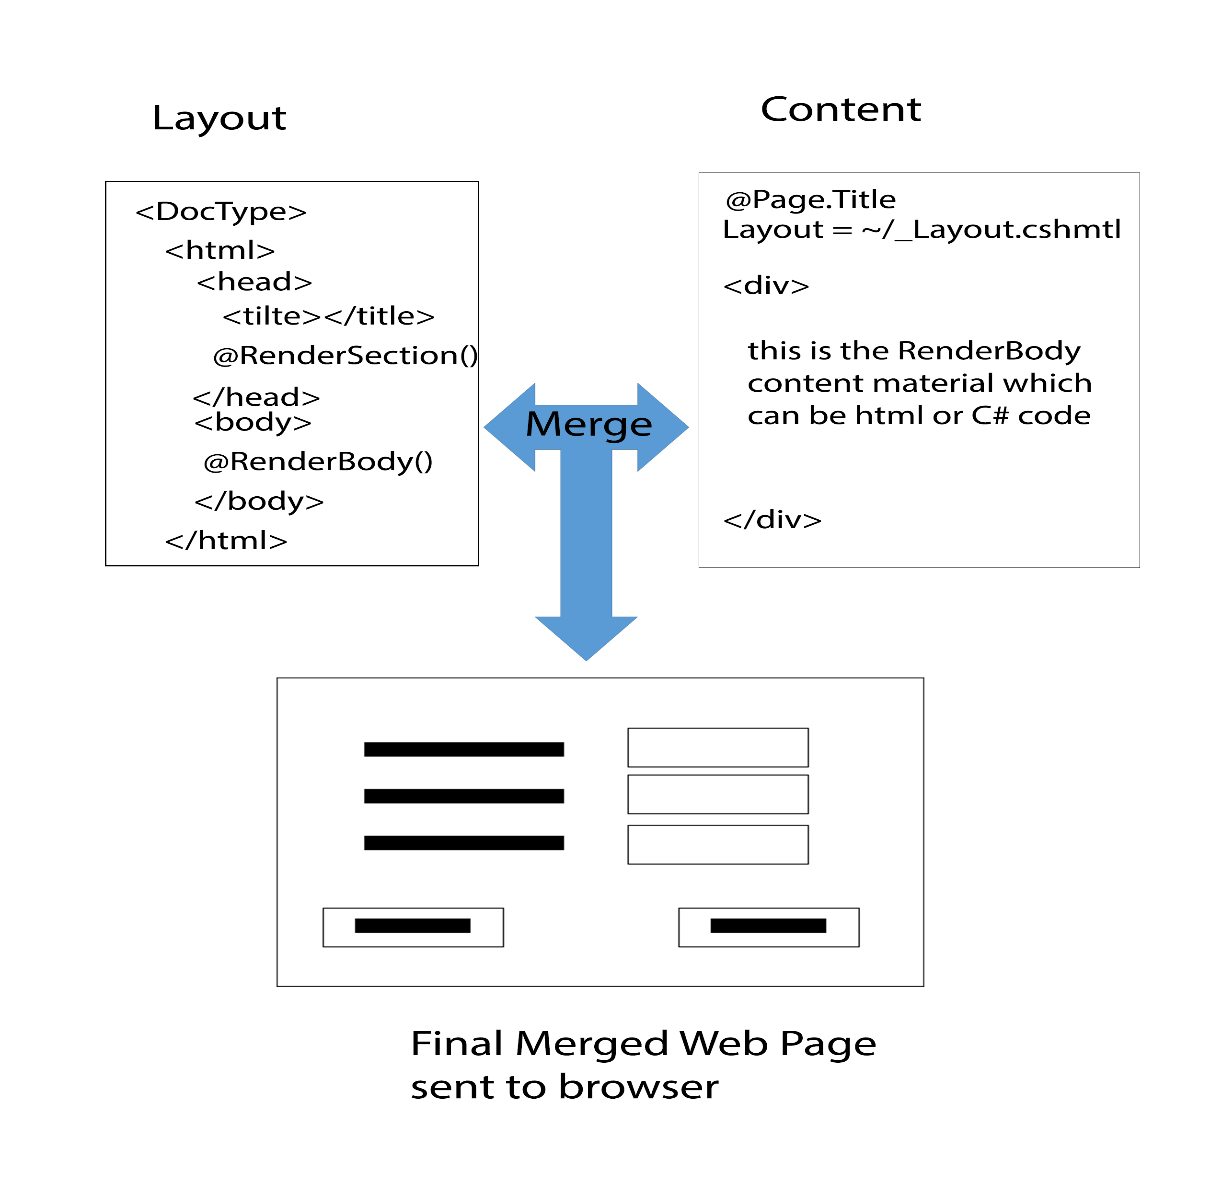 Layout
<DocType>
<html>
<head>
<tilte></title>
@RenderSection()
</head>
<body>
@RenderBody()
</body>
</html>
Content
@Page.Title
Layout = ~/_Layout.cshmtl
<div>
this is the RenderBody
content material which
can be html or C# code
</div>
Merge
Final Merged Web Page
sent to browser